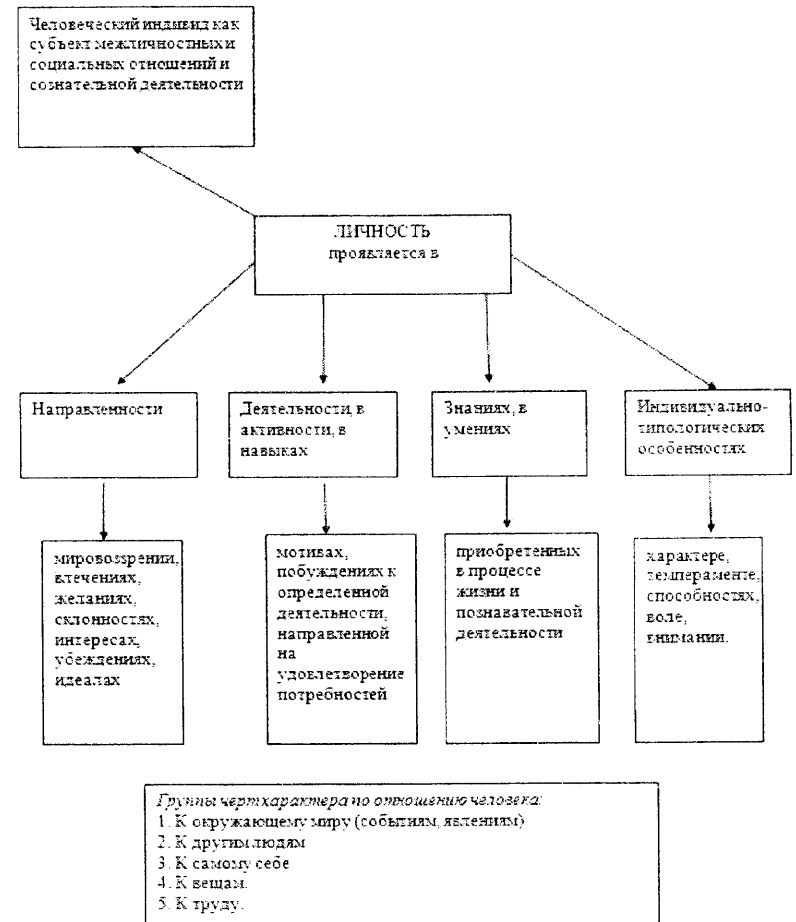 Человеческий индивид как
субъект межличностных и
социальных отношений и
сознательной деятельности
ЛИЧНОСТЬ
проявляется в
Направленности
Деятельности, в
активности, в
навыках
Знаниях, в
умениях
Индивидуально-
типологических
особенностях
мировоззрении,
влечениях,
желаниях,
склонностях,
интересах,
убеждениях,
идеалах
мотивах,
побуждениях к
определенной
деятельности,
направленной
на
удовлетворение
потребностей
приобретенных
в процессе
жизни и
познавательной
деятельности
характере,
темпераменте,
способностях,
воле,
внимании.
Группы черт характера по отношению человека:
1. К окружающему миру (событиям, явлениям)
2. К другим людям
3. К самому себе
4. К вещам.
5. К труду.